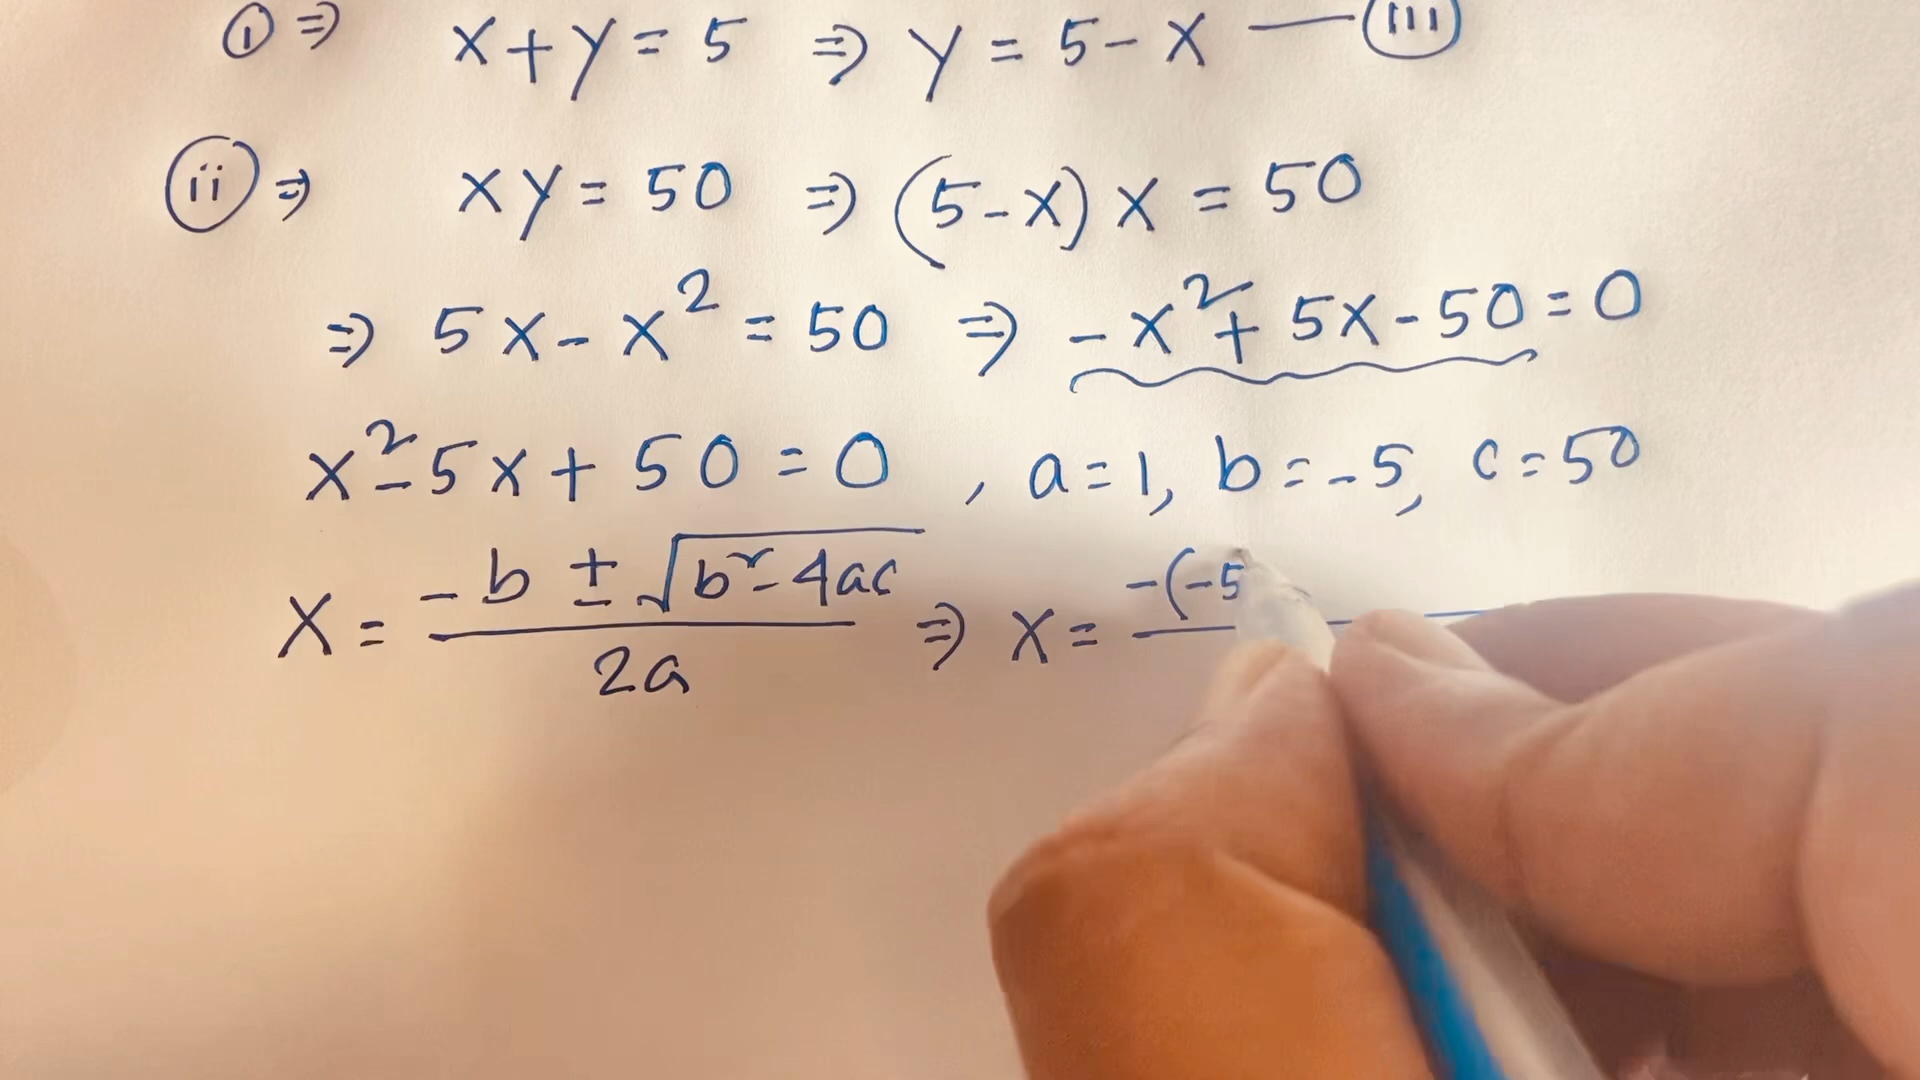 (i) ⇒ x + y = 5 ⇒ y = 5 - x — (iii)
(ii) ⇒ xy = 50 ⇒ (5-x) x = 50
⇒ 5x - x² = 50 ⇒ -x² + 5x - 50 = 0
x² - 5x + 50 = 0 , a = 1, b = -5, c = 50
x = (-b ± √(b² - 4ac)) / 2a ⇒ x = -(-5